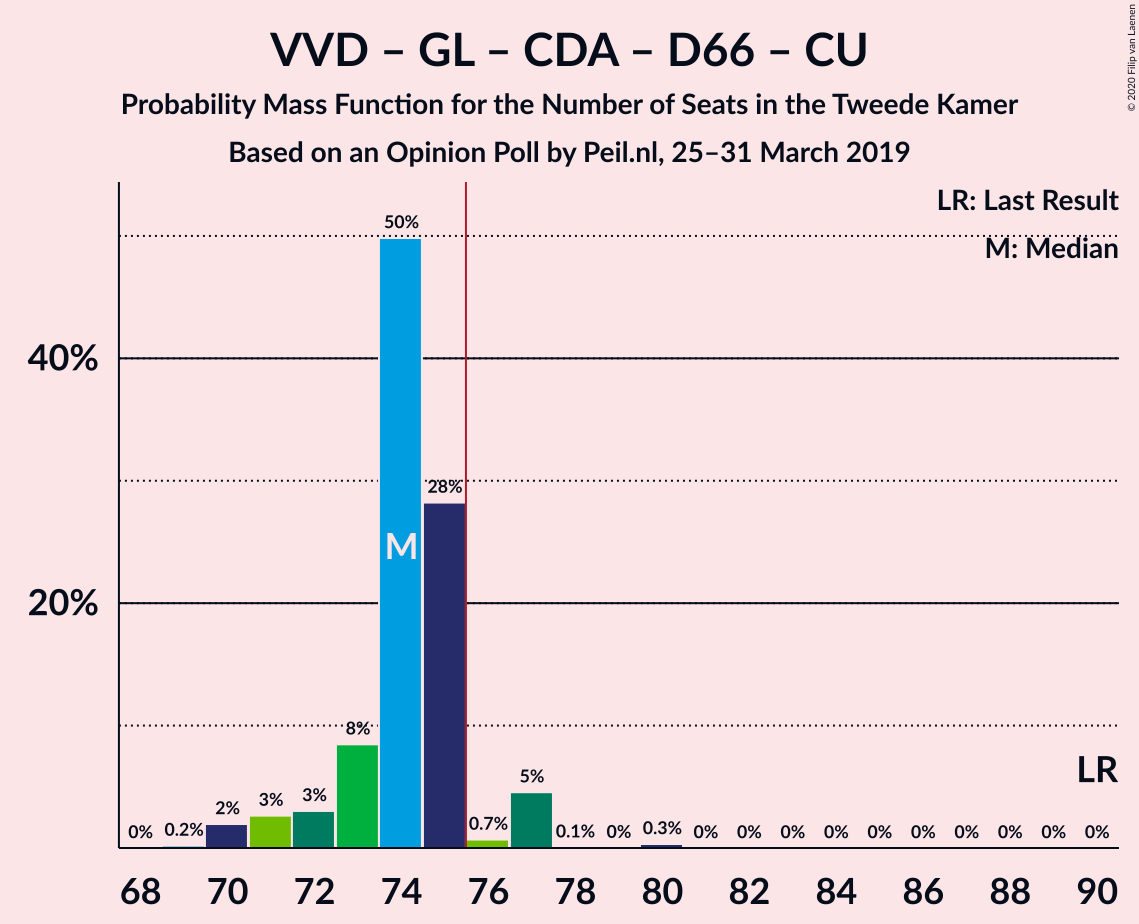 VVD – GL – CDA – D66 – CU
Probability Mass Function for the Number of Seats in the Tweede Kamer
Based on an Opinion Poll by Peil.nl, 25–31 March 2019
© 2020 Filip van Laenen
LR: Last Result
M: Median
50%
40%
28%
M
20%
8%
LR
0% 0.2% 2% 3% 3% 0.7% 5% 0.1% 0% 0.3% 0% 0% 0% 0% 0% 0% 0% 0% 0% 0%
68 70 72 74 76 78 80 82 84 86 88 90